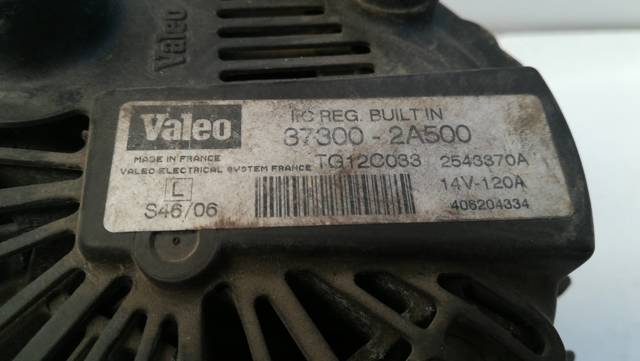 Valeo
Valeo
I.C REG. BUILT IN
37300-2A500
MADE IN FRANCE
TG12C033 2543370A
VALEO ELECTRICAL SYSTEM FRANCE
L
14V-120A
S46/06
406204334